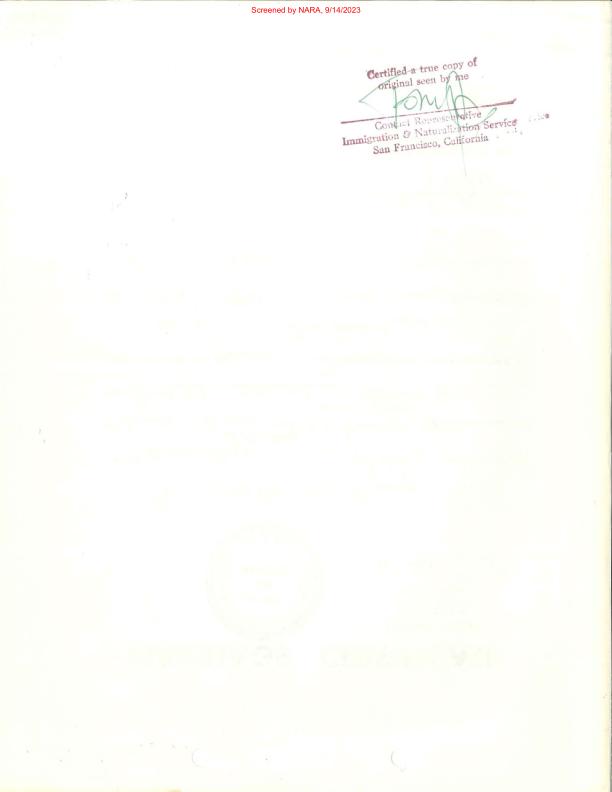 Screened by NARA, 9/14/2023
Certified a true copy of
original seen by me
Contact Representative
Immigration & Naturalization Service
San Francisco, California